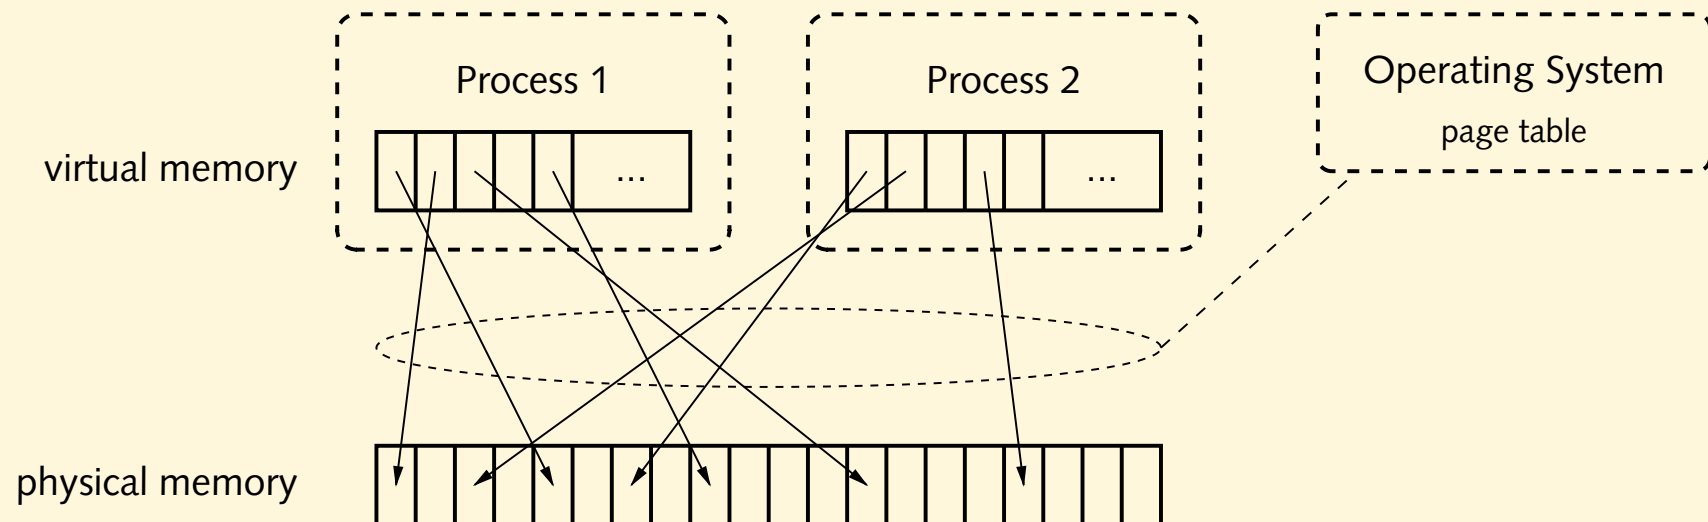 Process 1
Process 2
Operating System
page table
virtual memory
...
...
physical memory